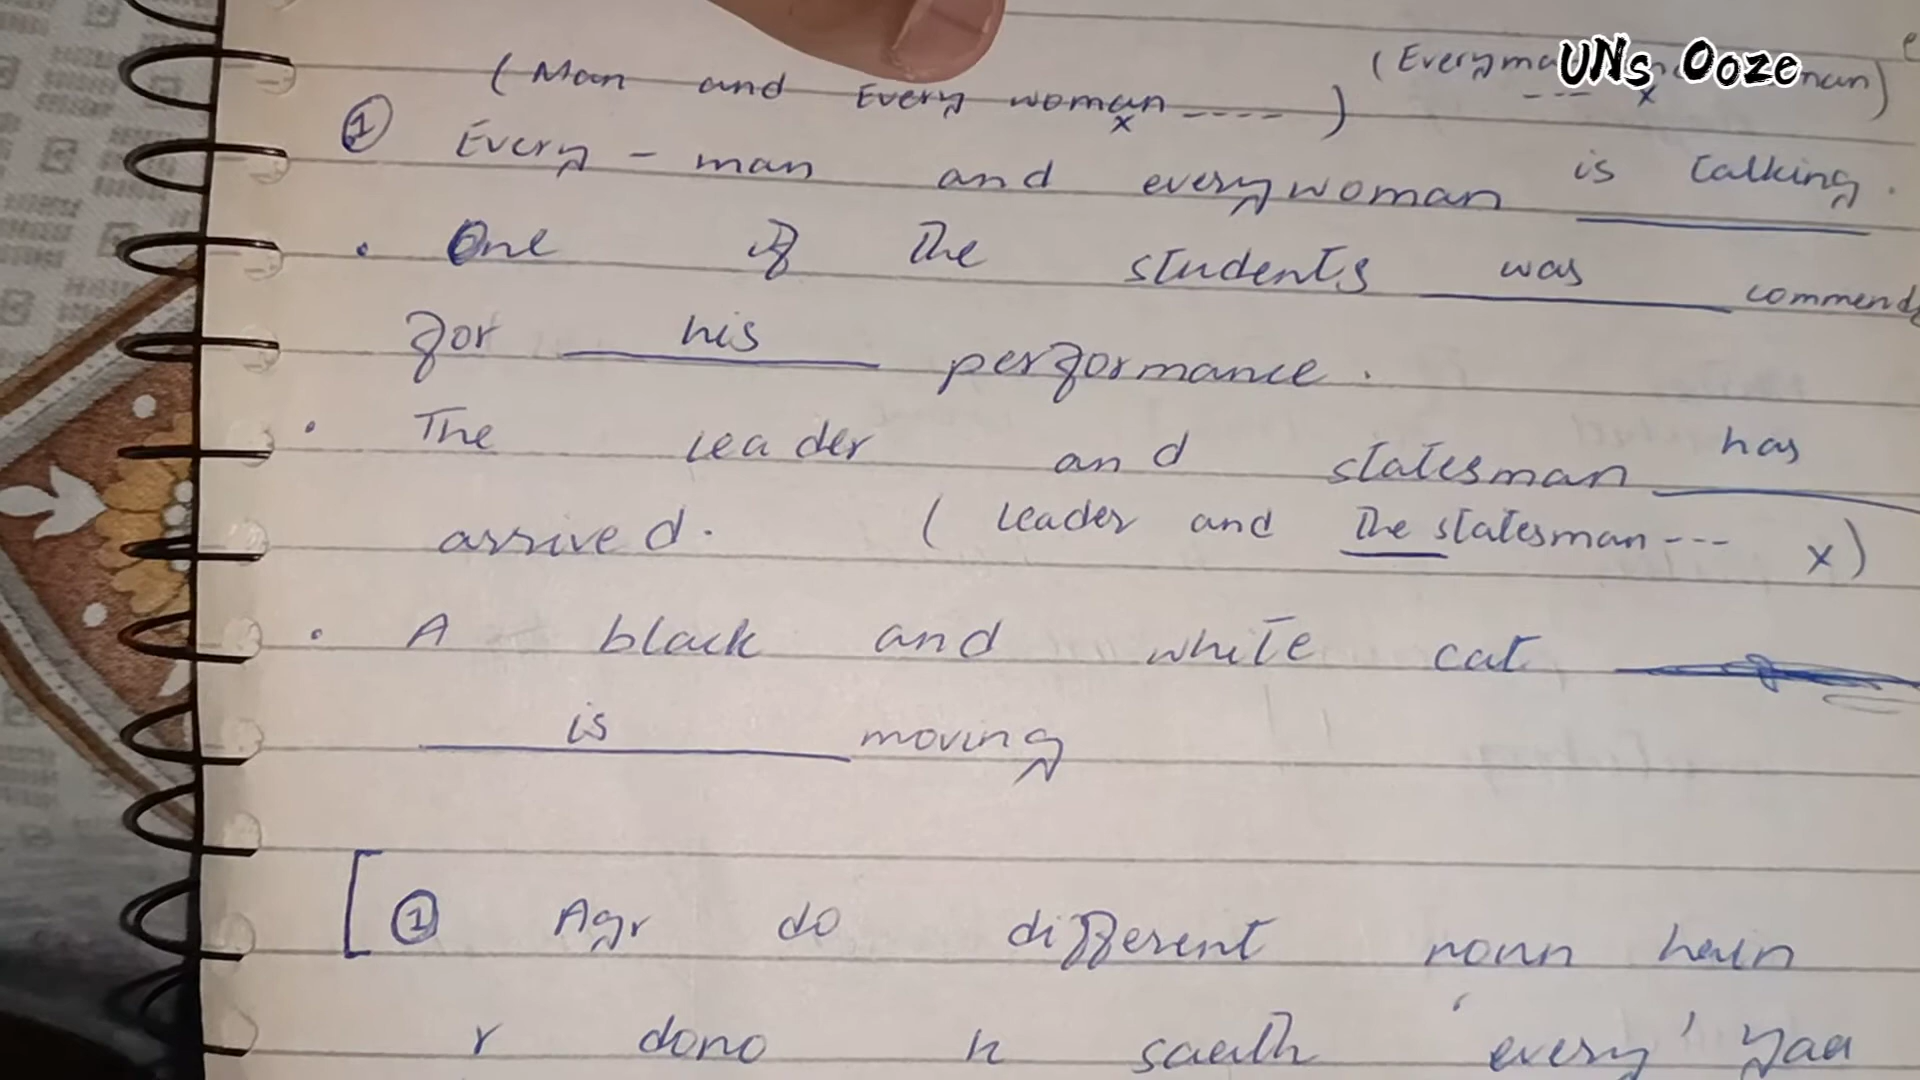 (Man and Every woman ----)
(Everyma
UNs Ooze
man)
--- x
x
① Every - man and everywoman is talking.
• One of the students was commend
for his performance.
• The leader and statesman has
arrived. (leader and the statesman --- x)
• A black and white cat
is moving
[① Agr do different noun hain
r dono k saath 'every' yaa